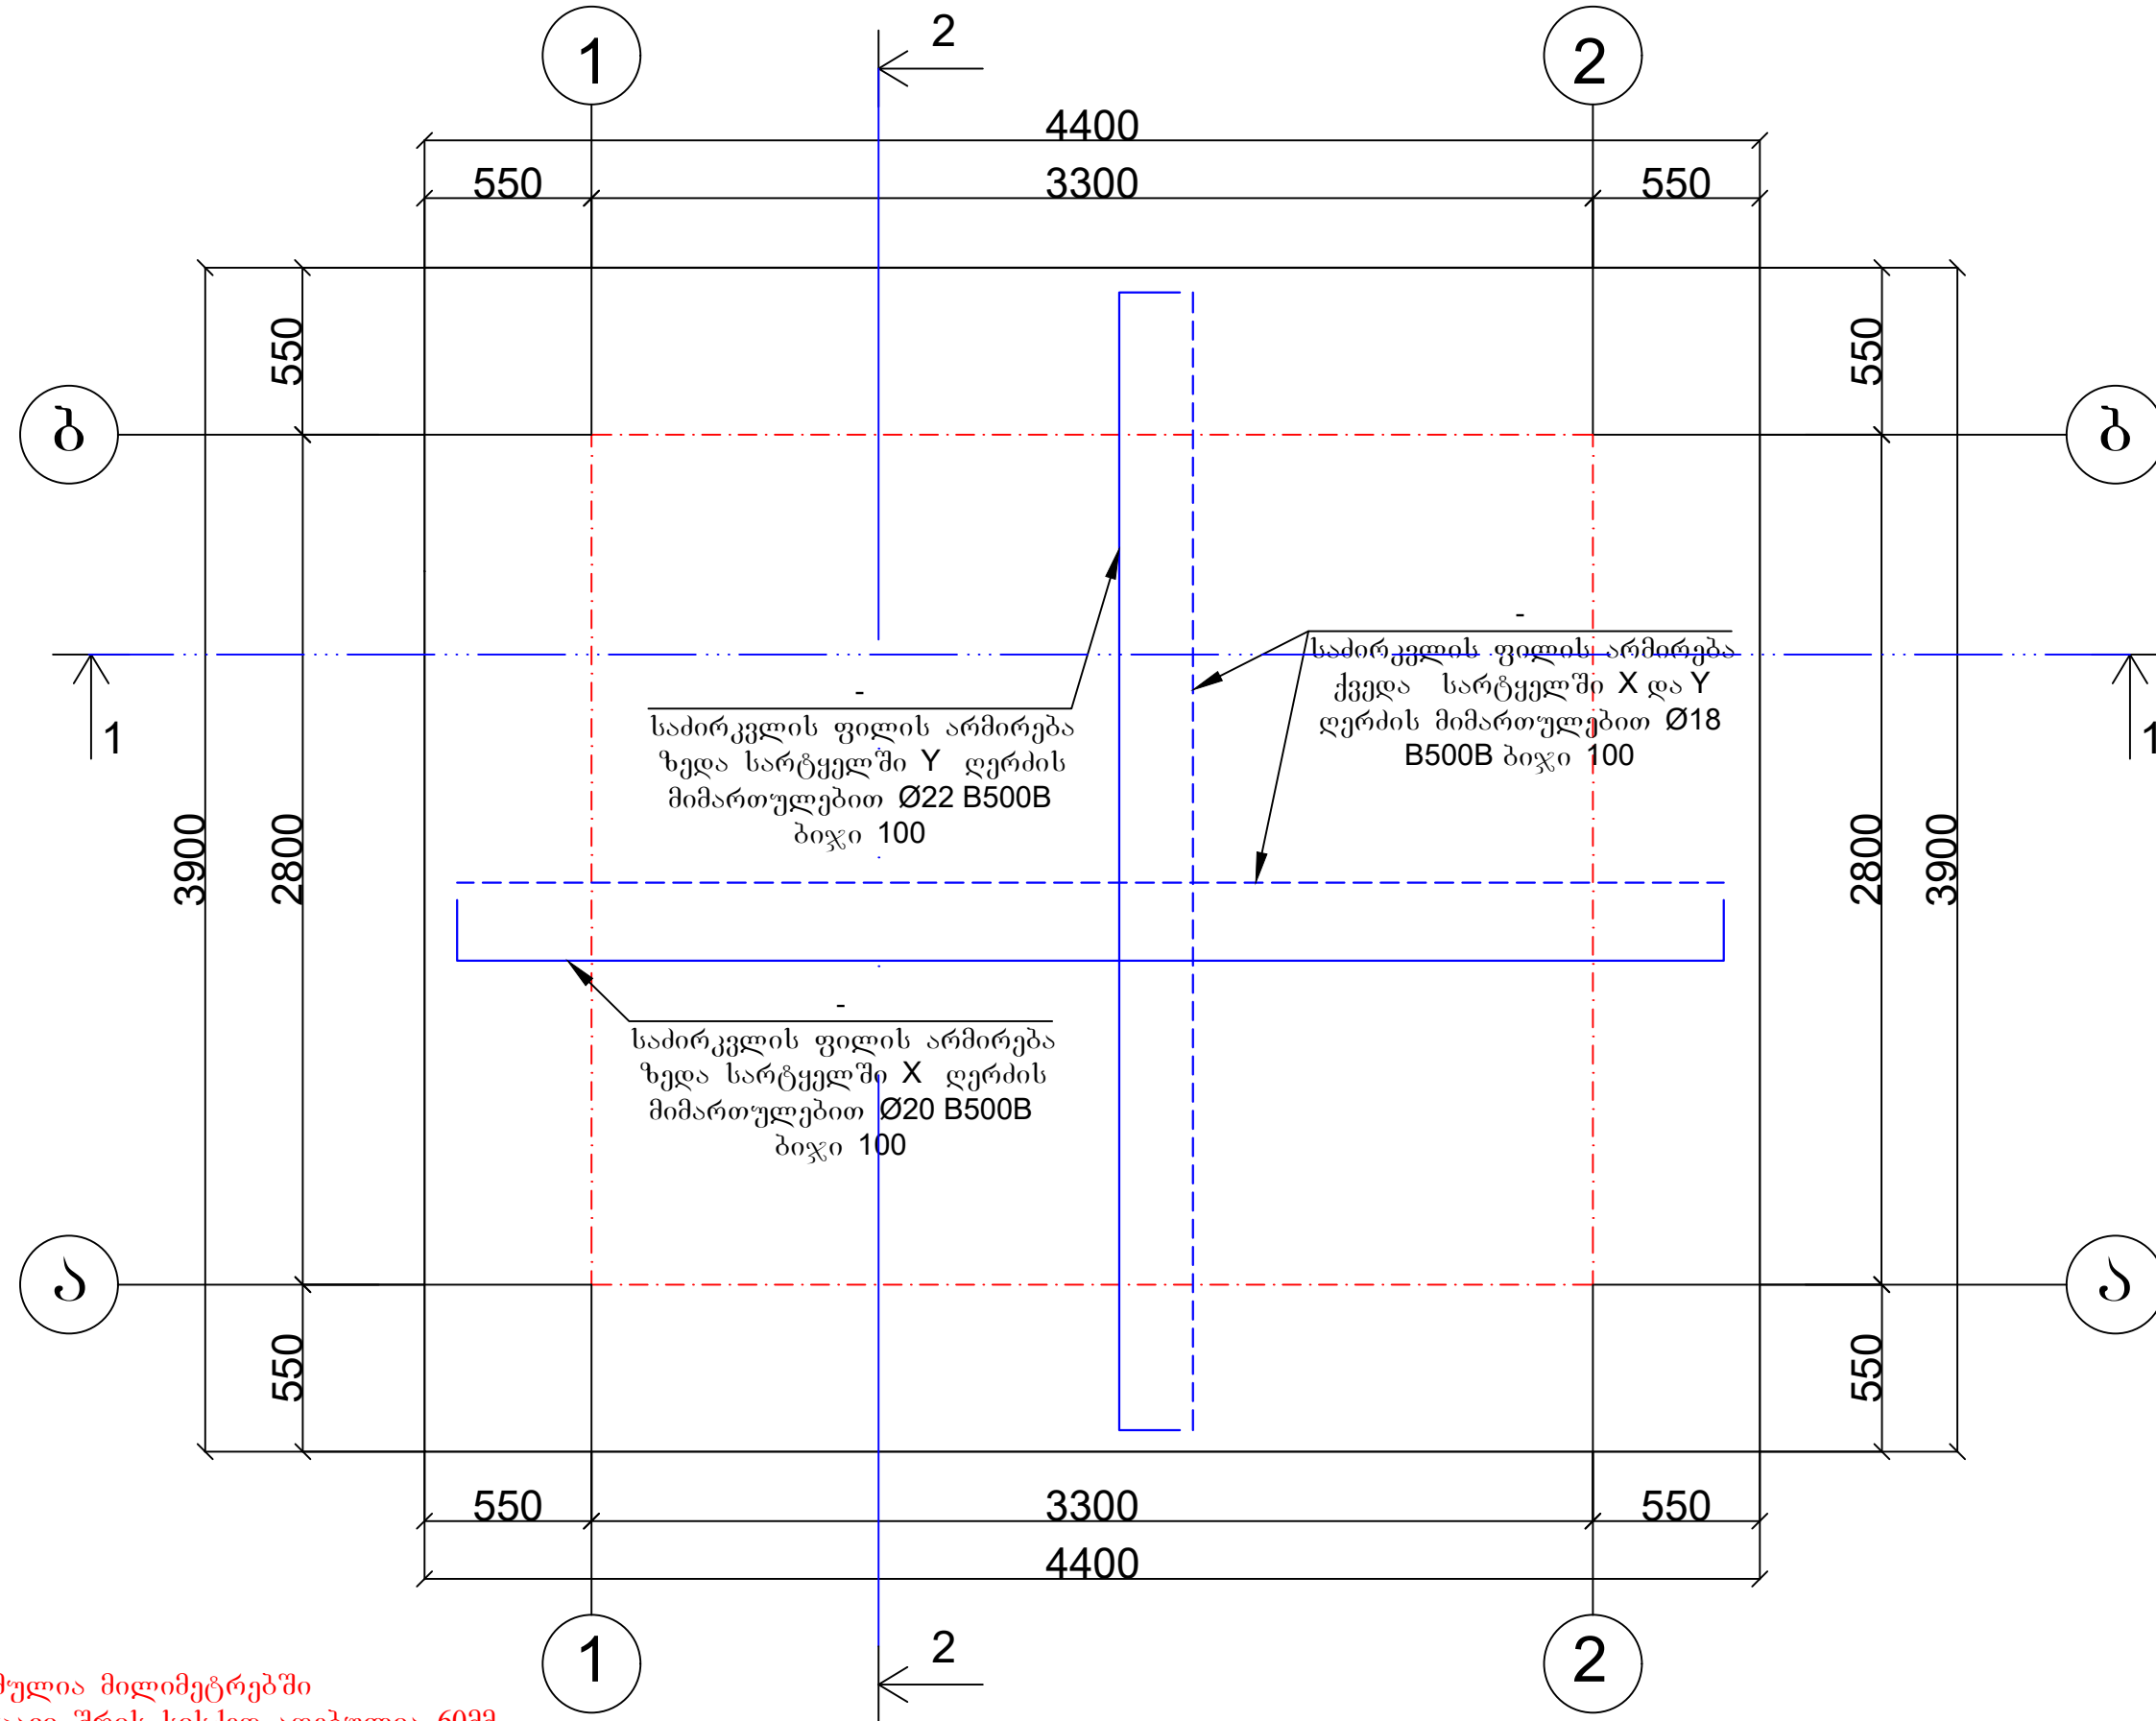 1
2
2
4400
550
3300
550
550
550
ბ
ბ
-
საძირკვლის ფილის არმირება
ქვედა სარტყელში X და Y
ღერძის მიმართულებით Ø18
B500B ბიჯი 100
-
საძირკვლის ფილის არმირება
ზედა სარტყელში Y ღერძის
მიმართულებით Ø22 B500B
ბიჯი 100
1
1
3900
2800
2800
3900
-
საძირკვლის ფილის არმირება
ზედა სარტყელში X ღერძის
მიმართულებით Ø20 B500B
ბიჯი 100
ა
ა
550
550
550
3300
550
4400
1
2
2
მილიმეტრებში
შრის აღებულია 60მმ